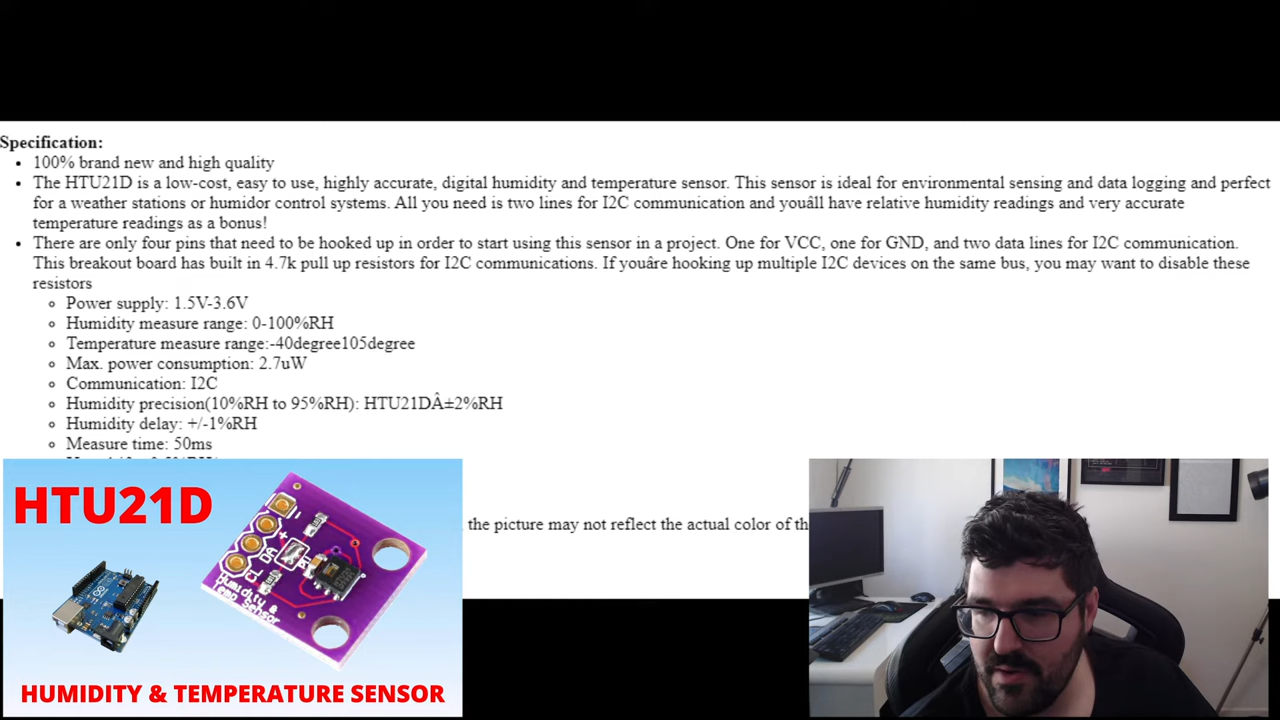 Specification:
100% brand new and high quality
The HTU21D is a low-cost, easy to use, highly accurate, digital humidity and temperature sensor. This sensor is ideal for environmental sensing and data logging and perfect
for a weather stations or humidor control systems. All you need is two lines for I2C communication and youâll have relative humidity readings and very accurate
temperature readings as a bonus!
There are only four pins that need to be hooked up in order to start using this sensor in a project. One for VCC, one for GND, and two data lines for I2C communication.
This breakout board has built in 4.7k pull up resistors for I2C communications. If youâre hooking up multiple I2C devices on the same bus, you may want to disable these
resistors
Power supply: 1.5V-3.6V
Humidity measure range: 0-100%RH
Temperature measure range:-40degree105degree
Max. power consumption: 2.7uW
Communication: I2C
Humidity precision(10%RH to 95%RH): HTU21DÂ±2%RH
Humidity delay: +/-1%RH
Measure time: 50ms
the picture may not reflect the actual color of th
HTU21D
- +
DA
CL
Humidity &
Temp Sensor
HUMIDITY & TEMPERATURE SENSOR